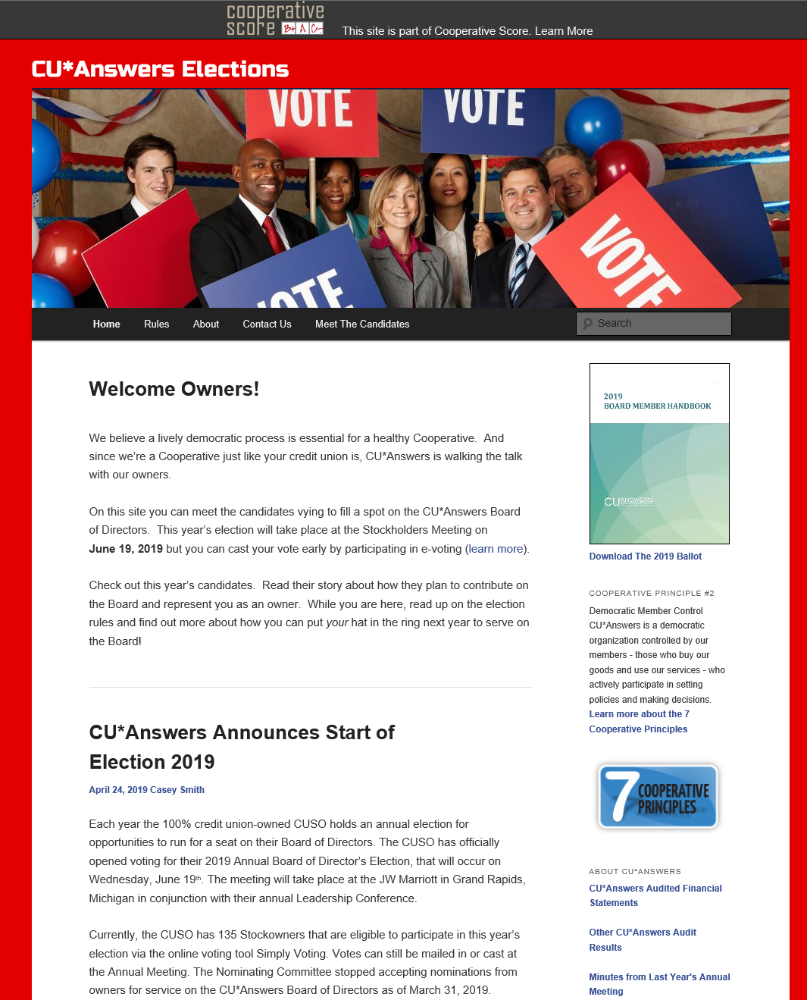 cooperative
score B+ A C-
This site is part of Cooperative Score. Learn More
CU*Answers Elections
VOTE
VOTE
VOTE
VOTE
Home Rules About Contact Us Meet The Candidates Search
Welcome Owners!
We believe a lively democratic process is essential for a healthy Cooperative. And
since we’re a Cooperative just like your credit union is, CU*Answers is walking the talk
with our owners.
On this site you can meet the candidates vying to fill a spot on the CU*Answers Board
of Directors. This year’s election will take place at the Stockholders Meeting on
June 19, 2019 but you can cast your vote early by participating in e-voting (learn more).
Check out this year’s candidates. Read their story about how they plan to contribute on
the Board and represent you as an owner. While you are here, read up on the election
rules and find out more about how you can put your hat in the ring next year to serve on
the Board!
CU*Answers Announces Start of
Election 2019
April 24, 2019 Casey Smith
Each year the 100% credit union-owned CUSO holds an annual election for
opportunities to run for a seat on their Board of Directors. The CUSO has officially
opened voting for their 2019 Annual Board of Director’s Election, that will occur on
Wednesday, June 19th. The meeting will take place at the JW Marriott in Grand Rapids,
Michigan in conjunction with their annual Leadership Conference.
Currently, the CUSO has 135 Stockowners that are eligible to participate in this year’s
election via the online voting tool Simply Voting. Votes can still be mailed in or cast at
the Annual Meeting. The Nominating Committee stopped accepting nominations from
owners for service on the CU*Answers Board of Directors as of March 31, 2019.
2019
BOARD MEMBER HANDBOOK
CU*ANSWERS
Download The 2019 Ballot
COOPERATIVE PRINCIPLE #2
Democratic Member Control
CU*Answers is a democratic
organization controlled by our
members - those who buy our
goods and use our services - who
actively participate in setting
policies and making decisions.
Learn more about the 7
Cooperative Principles
7 COOPERATIVE
PRINCIPLES
ABOUT CU*ANSWERS
CU*Answers Audited Financial
Statements
Other CU*Answers Audit
Results
Minutes from Last Year's Annual
Meeting